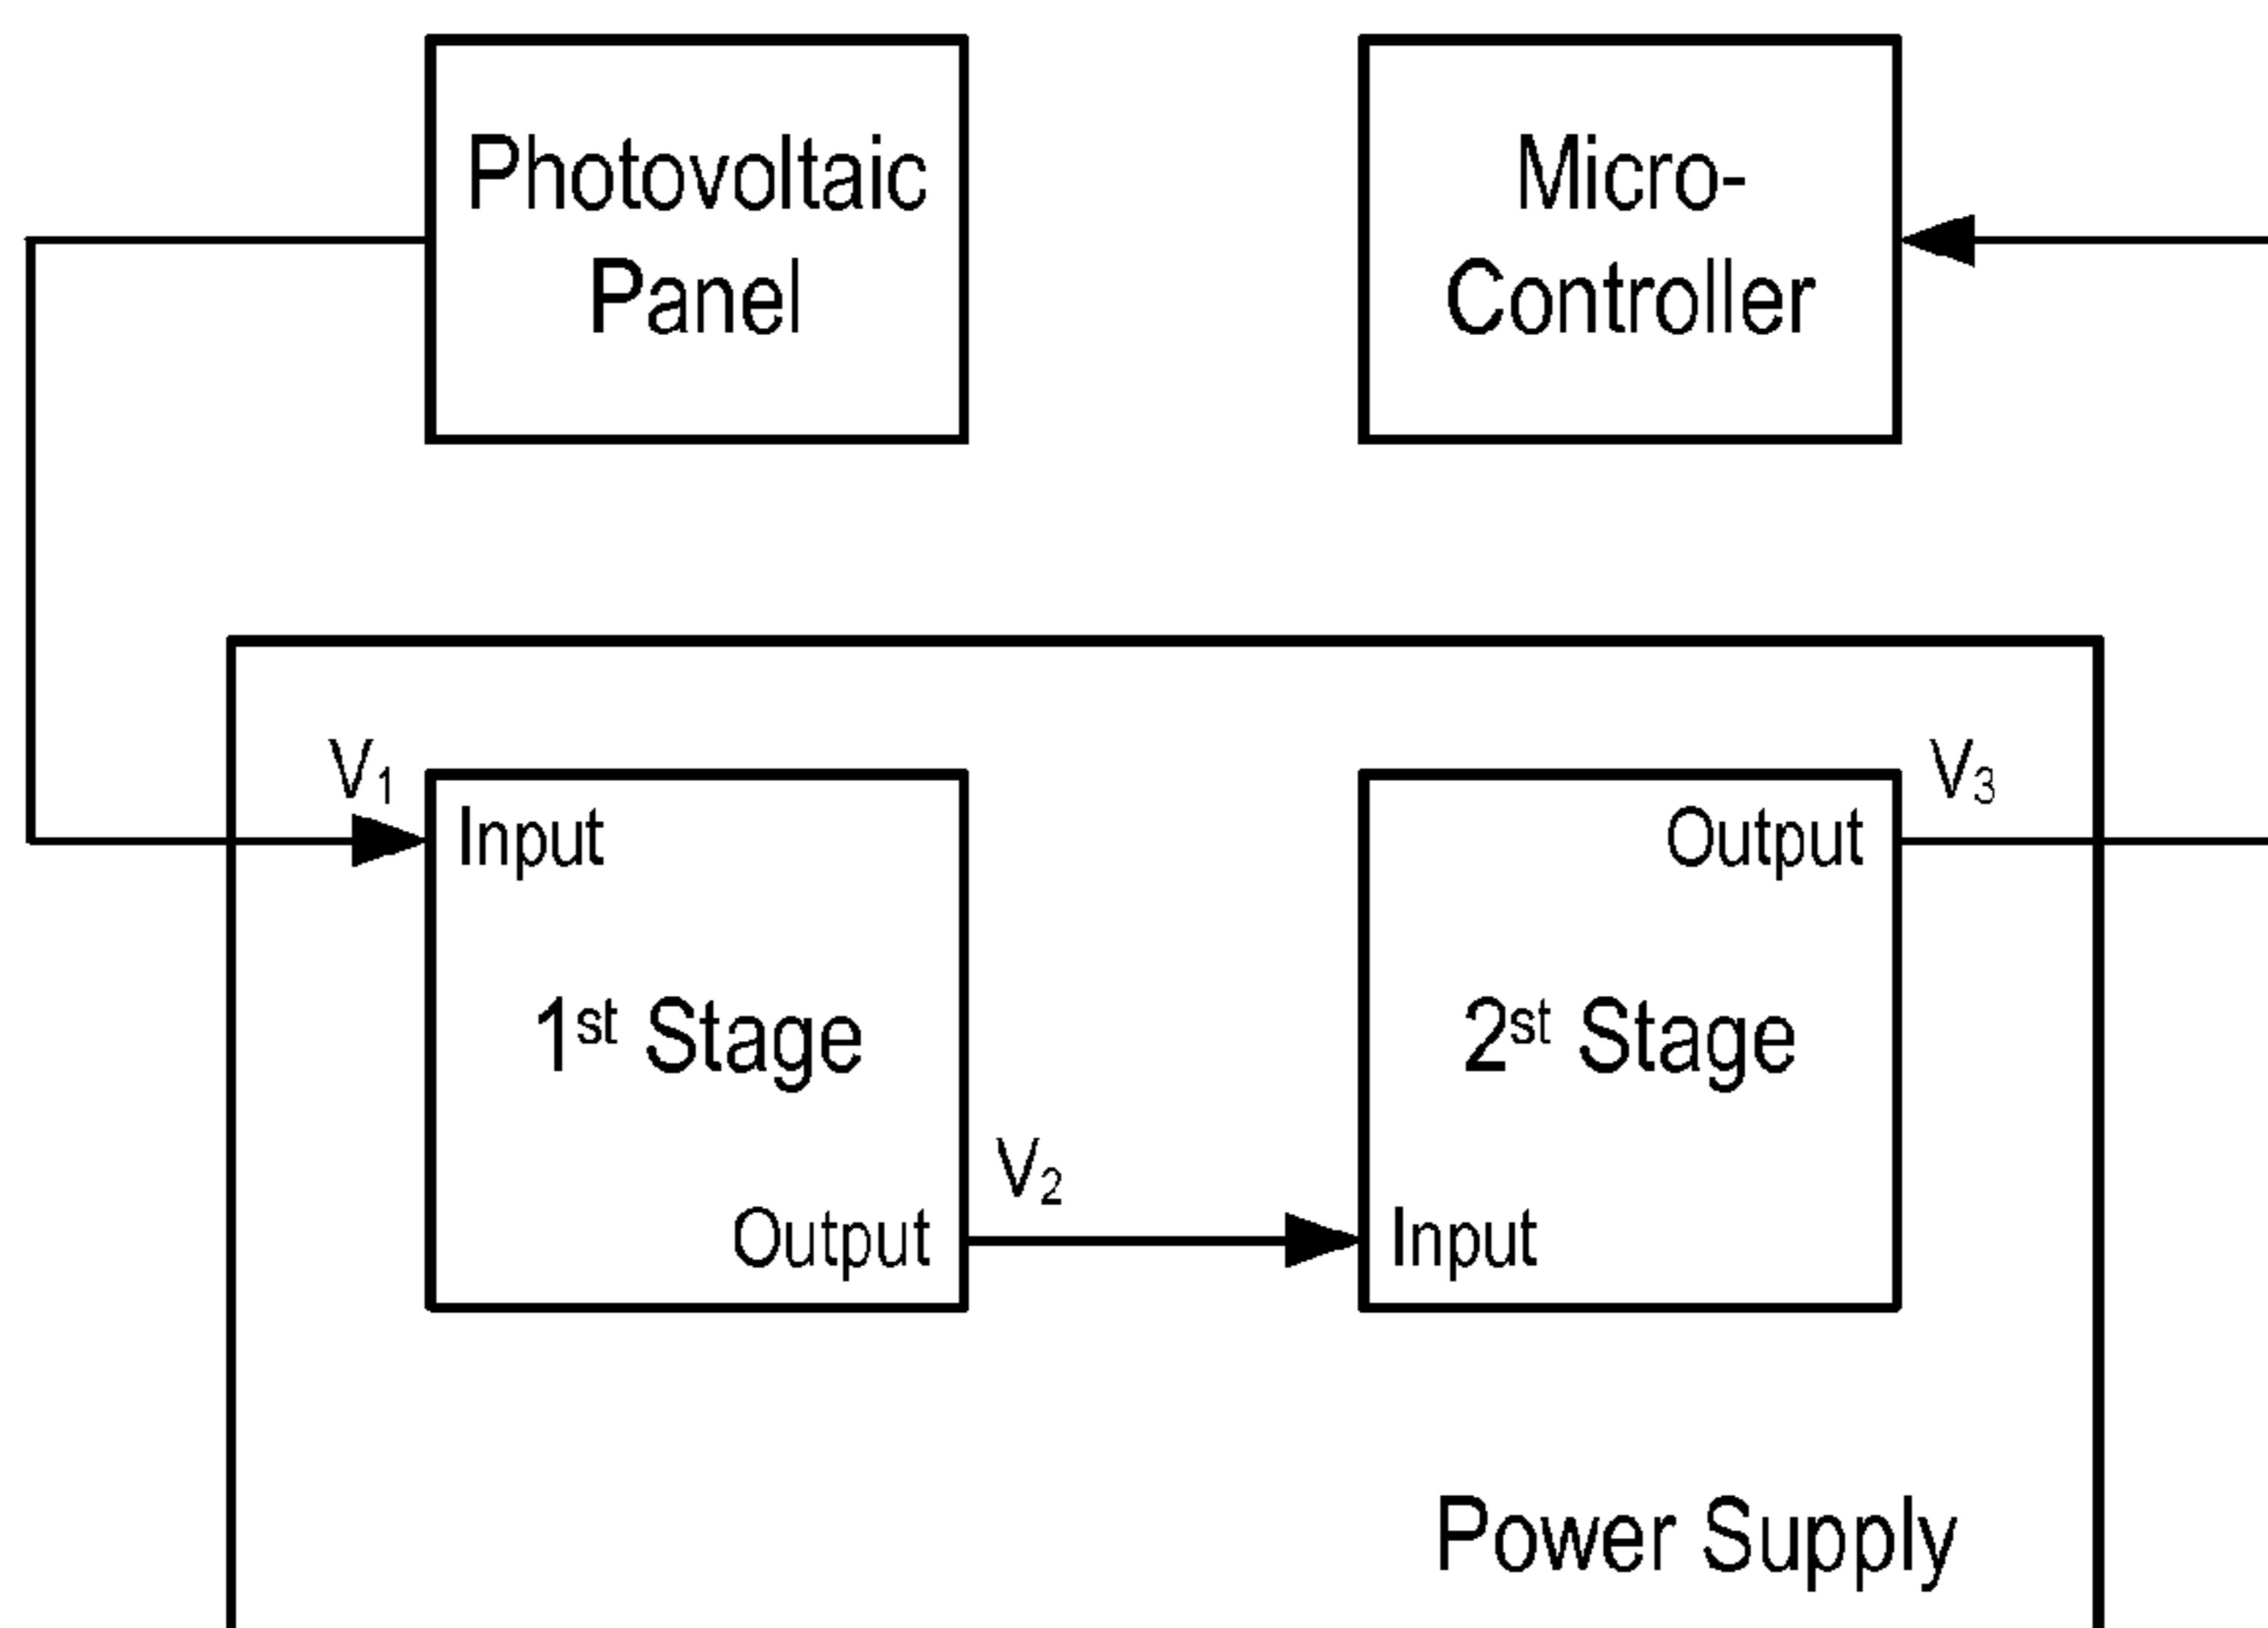 Photovoltaic
Panel
Micro-
Controller
V₁
Input
1ˢᵗ Stage
Output
V₂
V₃
Output
2ˢᵗ Stage
Input
Power Supply